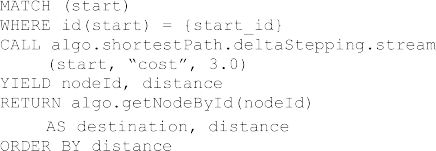 MATCH (start)
WHERE id(start) = {start_id}
CALL algo.shortestPath.deltaStepping.stream
(start, “cost”, 3.0)
YIELD nodeId, distance
RETURN algo.getNodeById(nodeId)
AS destination, distance
ORDER BY distance